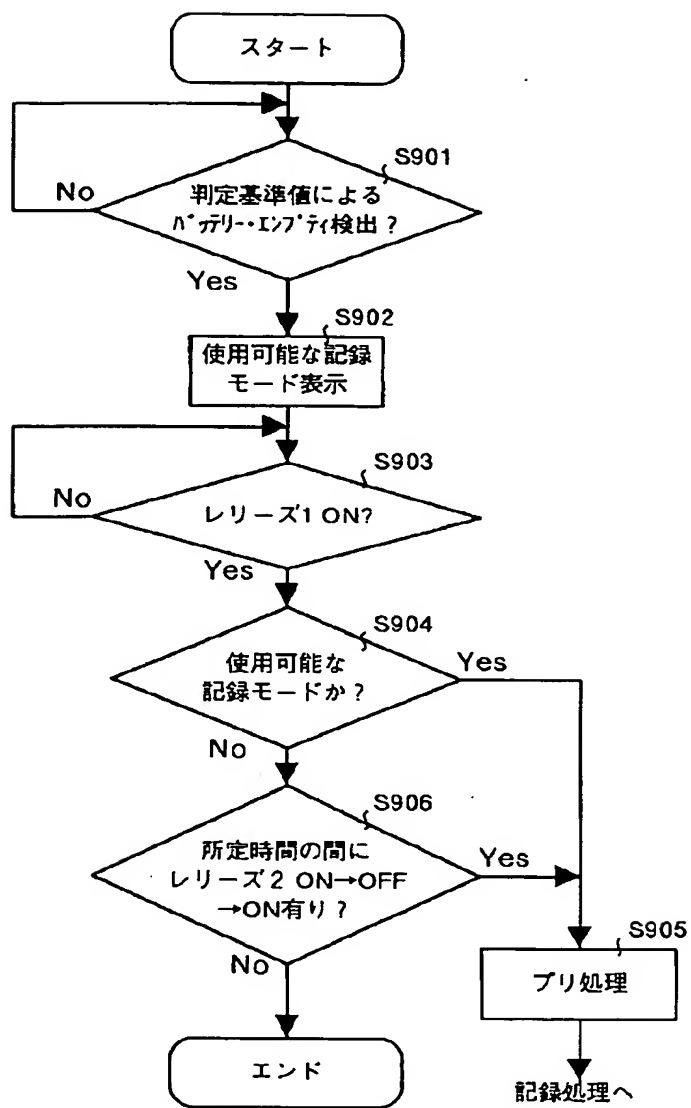 スタート
S901
No
判定基準値による
バッテリー・エンプティ検出？
Yes
S902
使用可能な記録
モード表示
S903
No
レリーズ1 ON?
Yes
S904
使用可能な
記録モードか？
Yes
No
S906
所定時間の間に
レリーズ2 ON→OFF
→ON有り？
Yes
No
S905
プリ処理
エンド
記録処理へ